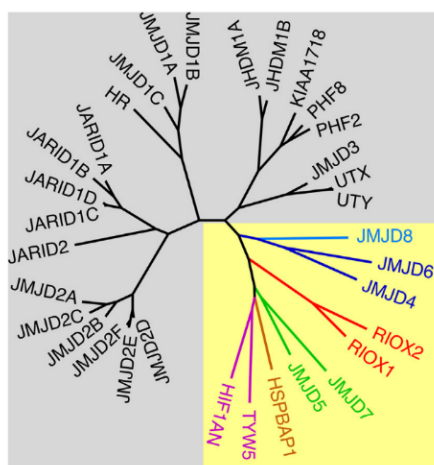 JMJD1A
JMJD1B
JMJD1C
HR
JHDM1A
JHDM1B
KIAA1718
PHF8
PHF2
JMJD3
UTX
UTY
JARID1A
JARID1B
JARID1D
JARID1C
JARID2
JMJD2A
JMJD2C
JMJD2B
JMJD2F
JMJD2E
JMJD2D
JMJD8
JMJD6
JMJD4
RIOX2
RIOX1
JMJD7
JMJD5
HSPBAP1
TYW5
HIF1AN